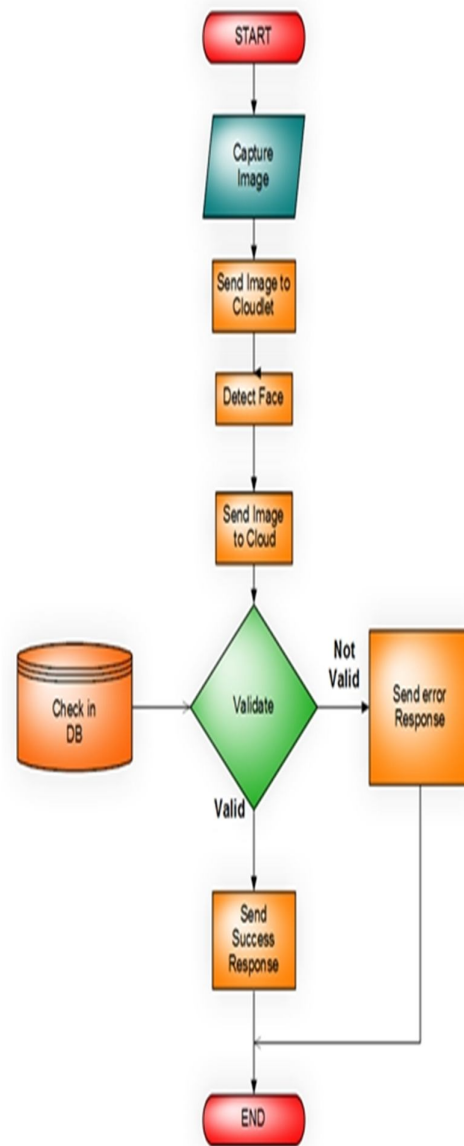 START
Capture
Image
Send Image to
Cloudlet
Detect Face
Send Image
to Cloud
Check in
DB
Validate
Not
Valid
Send error
Response
Valid
Send
Success
Response
END